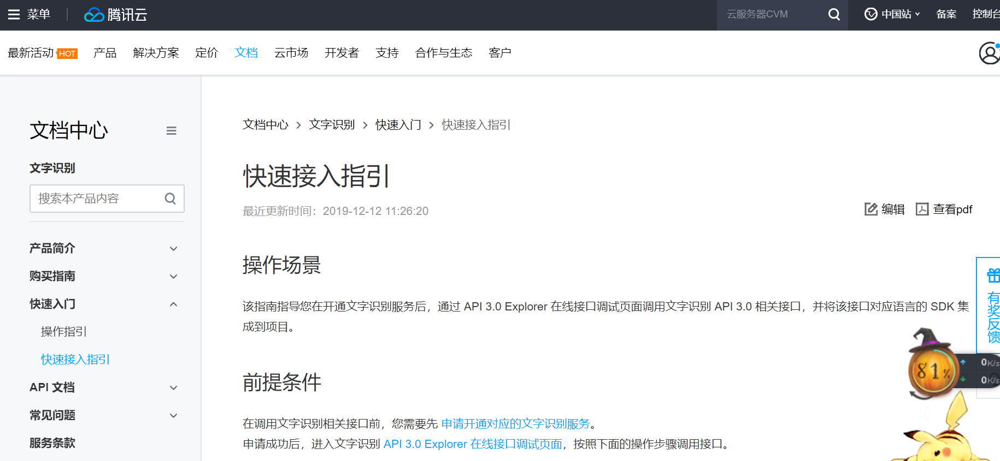 菜单 腾讯云 云服务器CVM 中国站 备案 控制台
最新活动 HOT 产品 解决方案 定价 文档 云市场 开发者 支持 合作与生态 客户
文档中心
文字识别
搜索本产品内容
产品简介
购买指南
快速入门
操作指引
快速接入指引
API 文档
常见问题
服务条款
文档中心 > 文字识别 > 快速入门 > 快速接入指引
快速接入指引
最近更新时间：2019-12-12 11:26:20
编辑 查看pdf
操作场景
该指南指导您在开通文字识别服务后，通过 API 3.0 Explorer 在线接口调试页面调用文字识别 API 3.0 相关接口，并将该接口对应语言的 SDK 集
成到项目。
前提条件
在调用文字识别相关接口前，您需要先 申请开通对应的文字识别服务。
申请成功后，进入文字识别 API 3.0 Explorer 在线接口调试页面，按照下面的操作步骤调用接口。
有奖反馈
81%
0K/s
0K/s